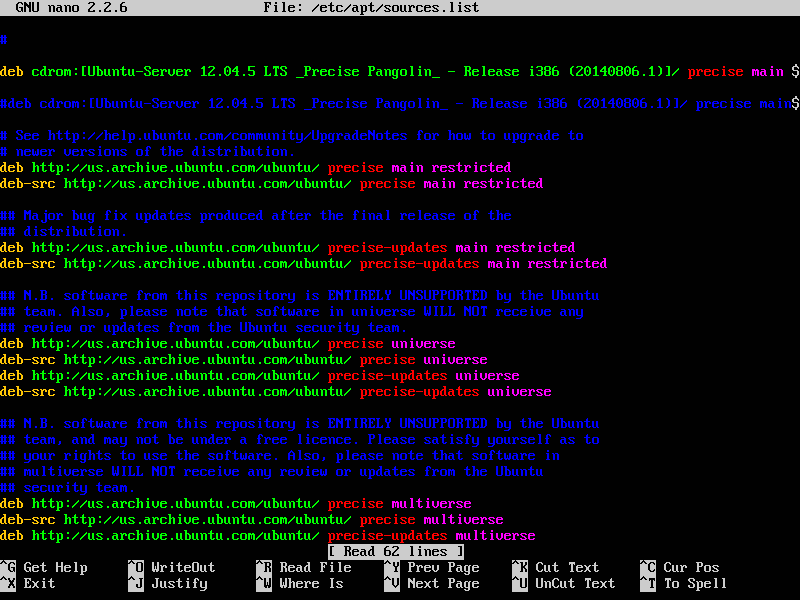 GNU nano 2.2.6 File: /etc/apt/sources.list
#
deb cdrom:[Ubuntu-Server 12.04.5 LTS _Precise Pangolin_ - Release i386 (20140806.1)]/ precise main $
#deb cdrom:[Ubuntu-Server 12.04.5 LTS _Precise Pangolin_ - Release i386 (20140806.1)]/ precise main$
# See http://help.ubuntu.com/community/UpgradeNotes for how to upgrade to
# newer versions of the distribution.
deb http://us.archive.ubuntu.com/ubuntu/ precise main restricted
deb-src http://us.archive.ubuntu.com/ubuntu/ precise main restricted
## Major bug fix updates produced after the final release of the
## distribution.
deb http://us.archive.ubuntu.com/ubuntu/ precise-updates main restricted
deb-src http://us.archive.ubuntu.com/ubuntu/ precise-updates main restricted
## N.B. software from this repository is ENTIRELY UNSUPPORTED by the Ubuntu
## team. Also, please note that software in universe WILL NOT receive any
## review or updates from the Ubuntu security team.
deb http://us.archive.ubuntu.com/ubuntu/ precise universe
deb-src http://us.archive.ubuntu.com/ubuntu/ precise universe
deb http://us.archive.ubuntu.com/ubuntu/ precise-updates universe
deb-src http://us.archive.ubuntu.com/ubuntu/ precise-updates universe
## N.B. software from this repository is ENTIRELY UNSUPPORTED by the Ubuntu
## team, and may not be under a free licence. Please satisfy yourself as to
## your rights to use the software. Also, please note that software in
## multiverse WILL NOT receive any review or updates from the Ubuntu
## security team.
deb http://us.archive.ubuntu.com/ubuntu/ precise multiverse
deb-src http://us.archive.ubuntu.com/ubuntu/ precise multiverse
deb http://us.archive.ubuntu.com/ubuntu/ precise-updates multiverse
[ Read 62 lines ]
^G Get Help ^O WriteOut ^R Read File ^Y Prev Page ^K Cut Text ^C Cur Pos
^X Exit ^J Justify ^W Where Is ^V Next Page ^U UnCut Text ^T To Spell